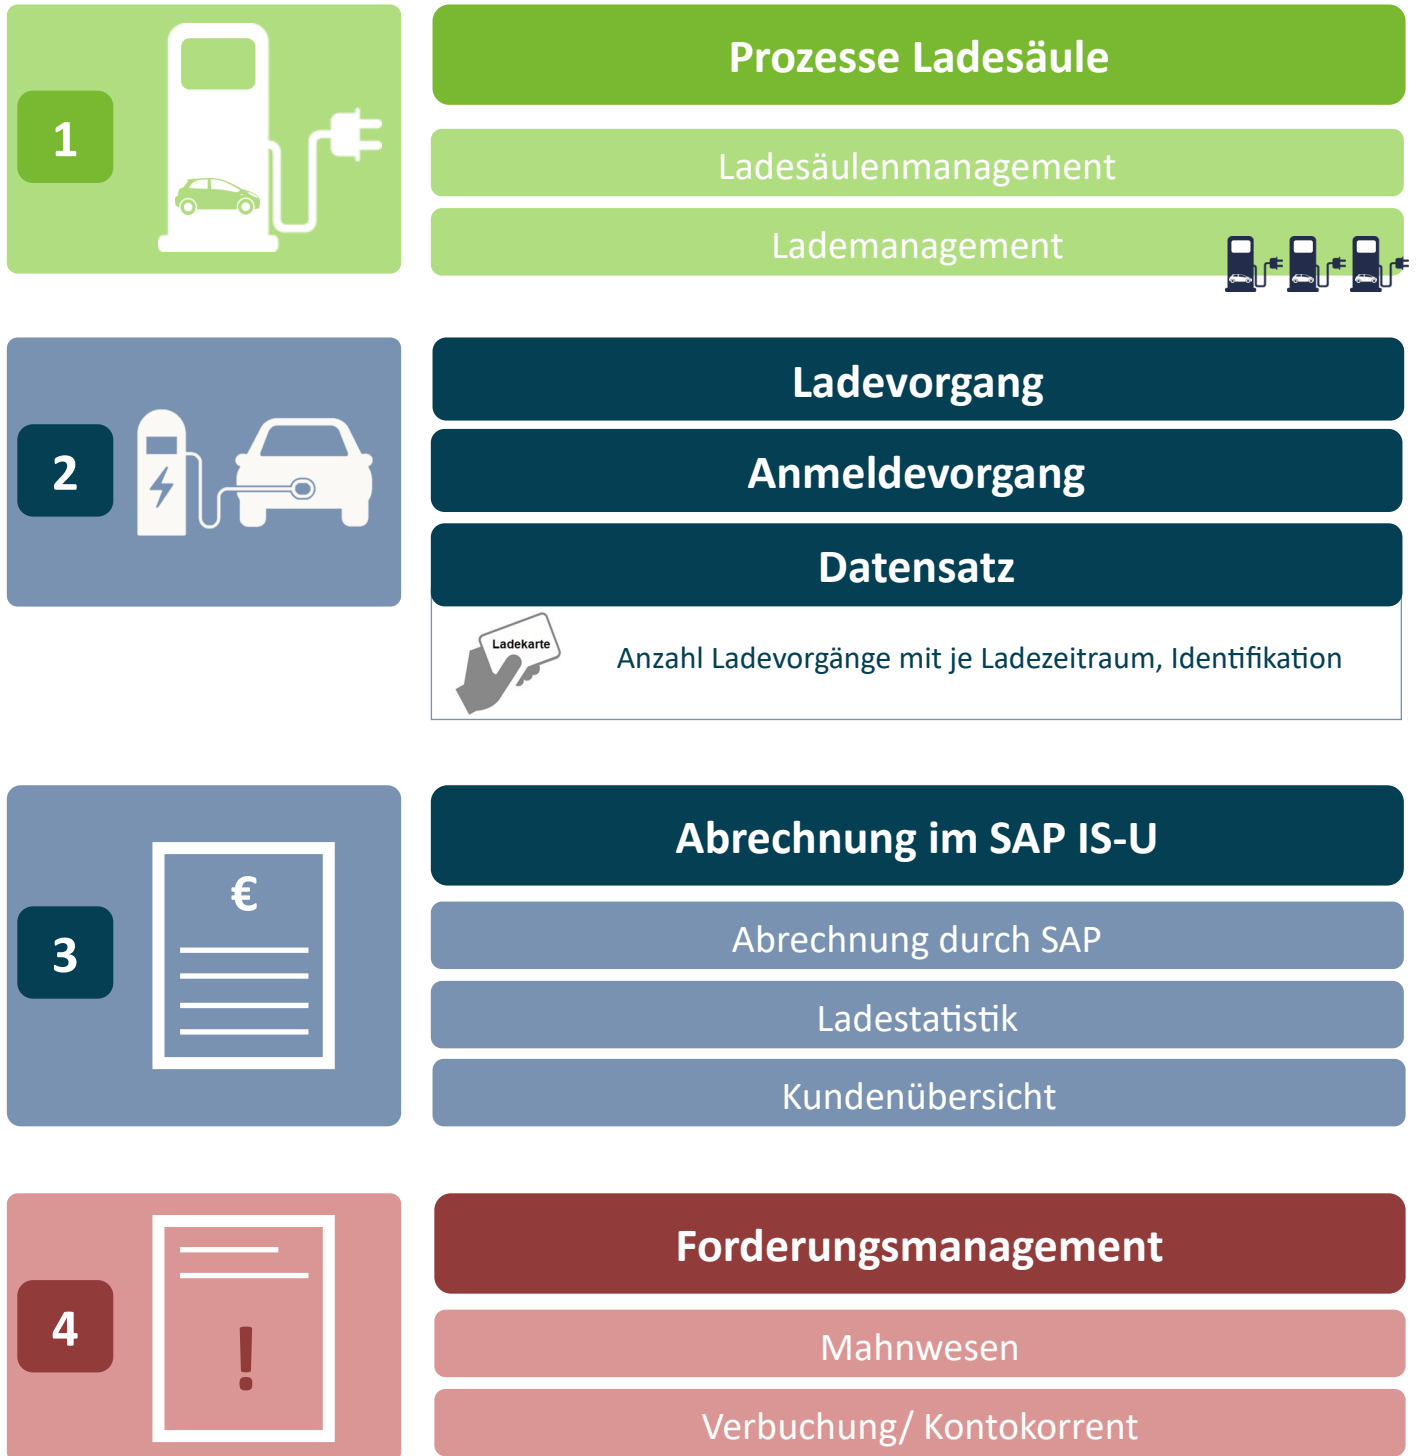 1
Prozesse Ladesäule
Ladesäulenmanagement
Lademanagement
2
Ladevorgang
Anmeldevorgang
Datensatz
Ladekarte
Anzahl Ladevorgänge mit je Ladezeitraum, Identifikation
3
€
Abrechnung im SAP IS-U
Abrechnung durch SAP
Ladestatistik
Kundenübersicht
4
!
Forderungsmanagement
Mahnwesen
Verbuchung/ Kontokorrent